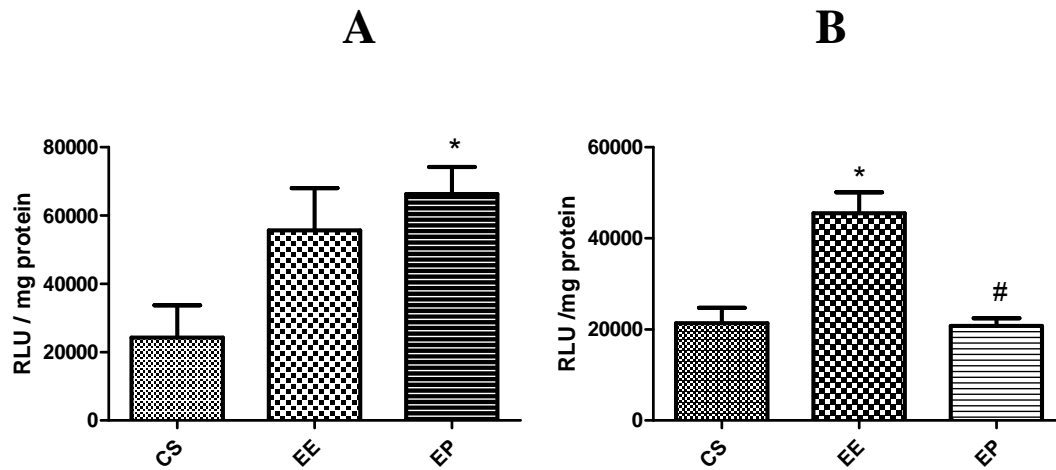 A
B
RLU / mg protein
80000
60000
40000
20000
0
*
CS
EE
EP
RLU /mg protein
60000
40000
20000
0
*
#
CS
EE
EP